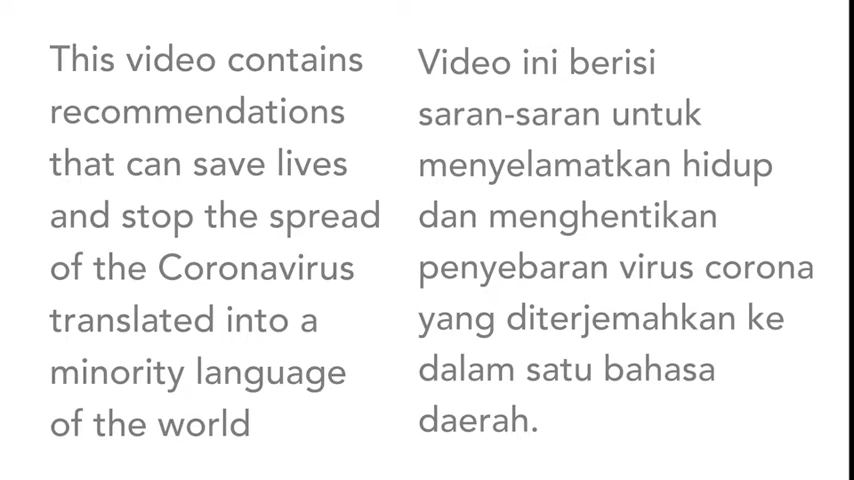 This video contains
recommendations
that can save lives
and stop the spread
of the Coronavirus
translated into a
minority language
of the world
Video ini berisi
saran-saran untuk
menyelamatkan hidup
dan menghentikan
penyebaran virus corona
yang diterjemahkan ke
dalam satu bahasa
daerah.